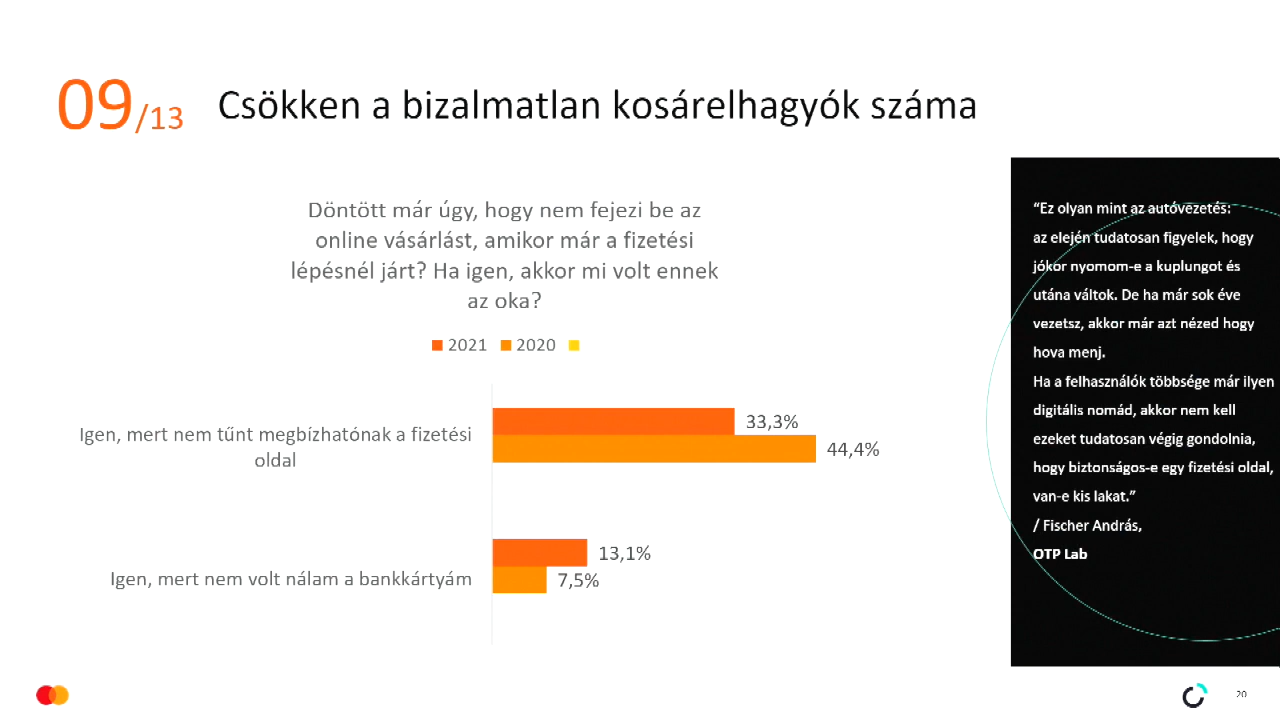 09/13
Csökken a bizalmatlan kosárelhagyók száma
Döntött már úgy, hogy nem fejezi be az
online vásárlást, amikor már a fizetési
lépésnél járt? Ha igen, akkor mi volt ennek
az oka?
2021 2020
Igen, mert nem tűnt megbízhatónak a fizetési
oldal
33,3%
44,4%
Igen, mert nem volt nálam a bankkártyám
13,1%
7,5%
“Ez olyan mint az autóvezetés:
az elején tudatosan figyelek, hogy
jókor nyomom-e a kuplungot és
utána váltok. De ha már sok éve
vezetsz, akkor már azt nézed hogy
hova menj.
Ha a felhasználók többsége már ilyen
digitális nomád, akkor nem kell
ezeket tudatosan végig gondolnia,
hogy biztonságos-e egy fizetési oldal,
van-e kis lakat.”
/ Fischer András,
OTP Lab
20